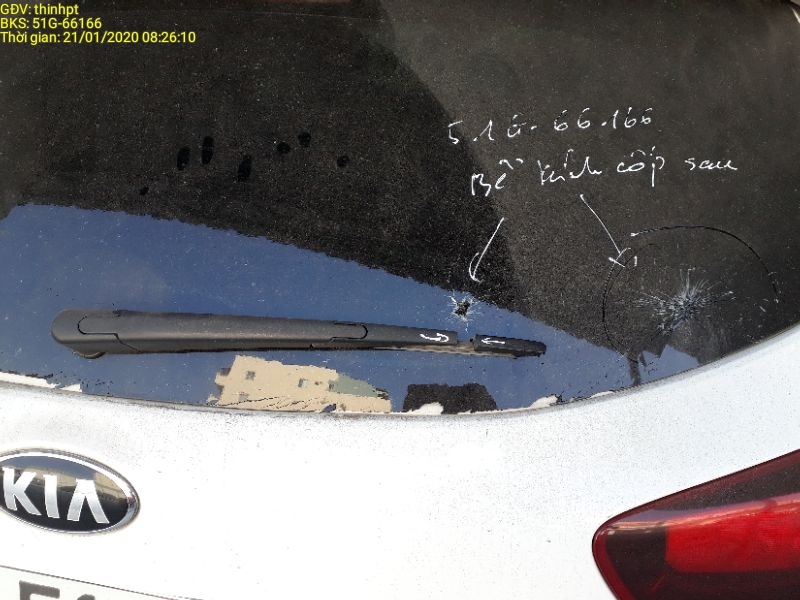 GĐV: thinhpt
BKS: 51G-66166
Thời gian: 21/01/2020 08:26:10
51G-66.166
Bể kính cốp sau
KIA